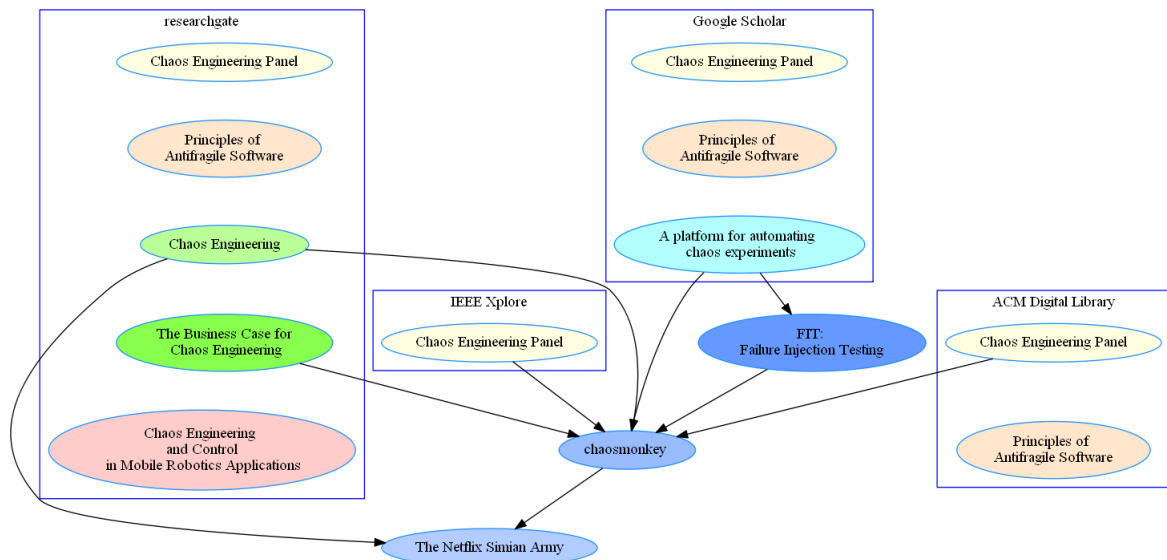 researchgate
Chaos Engineering Panel
Principles of
Antifragile Software
Chaos Engineering
The Business Case for
Chaos Engineering
Chaos Engineering
and Control
in Mobile Robotics Applications
Google Scholar
Chaos Engineering Panel
Principles of
Antifragile Software
A platform for automating
chaos experiments
IEEE Xplore
Chaos Engineering Panel
FIT:
Failure Injection Testing
ACM Digital Library
Chaos Engineering Panel
Principles of
Antifragile Software
chaosmonkey
The Netflix Simian Army